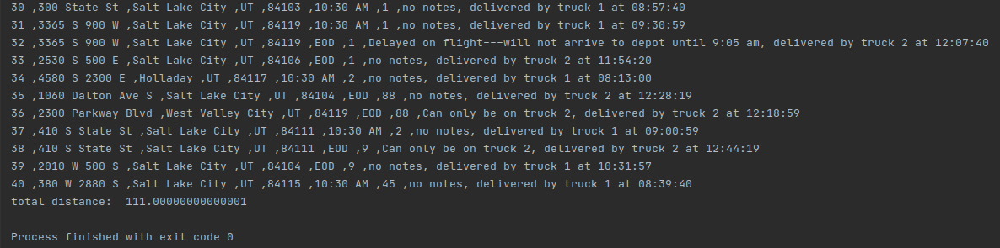 30 ,300 State St ,Salt Lake City ,UT ,84103 ,10:30 AM ,1 ,no notes, delivered by truck 1 at 08:57:40
31 ,3365 S 900 W ,Salt Lake City ,UT ,84119 ,10:30 AM ,1 ,no notes, delivered by truck 1 at 09:30:59
32 ,3365 S 900 W ,Salt Lake City ,UT ,84119 ,EOD ,1 ,Delayed on flight---will not arrive to depot until 9:05 am, delivered by truck 2 at 12:07:40
33 ,2530 S 500 E ,Salt Lake City ,UT ,84106 ,EOD ,1 ,no notes, delivered by truck 2 at 11:54:20
34 ,4580 S 2300 E ,Holladay ,UT ,84117 ,10:30 AM ,2 ,no notes, delivered by truck 1 at 08:13:00
35 ,1060 Dalton Ave S ,Salt Lake City ,UT ,84104 ,EOD ,88 ,no notes, delivered by truck 2 at 12:28:19
36 ,2300 Parkway Blvd ,West Valley City ,UT ,84119 ,EOD ,88 ,Can only be on truck 2, delivered by truck 2 at 12:18:59
37 ,410 S State St ,Salt Lake City ,UT ,84111 ,10:30 AM ,2 ,no notes, delivered by truck 1 at 09:00:59
38 ,410 S State St ,Salt Lake City ,UT ,84111 ,EOD ,9 ,Can only be on truck 2, delivered by truck 2 at 12:44:19
39 ,2010 W 500 S ,Salt Lake City ,UT ,84104 ,EOD ,9 ,no notes, delivered by truck 1 at 10:31:57
40 ,380 W 2880 S ,Salt Lake City ,UT ,84115 ,10:30 AM ,45 ,no notes, delivered by truck 1 at 08:39:40
total distance:  111.00000000000001
Process finished with exit code 0